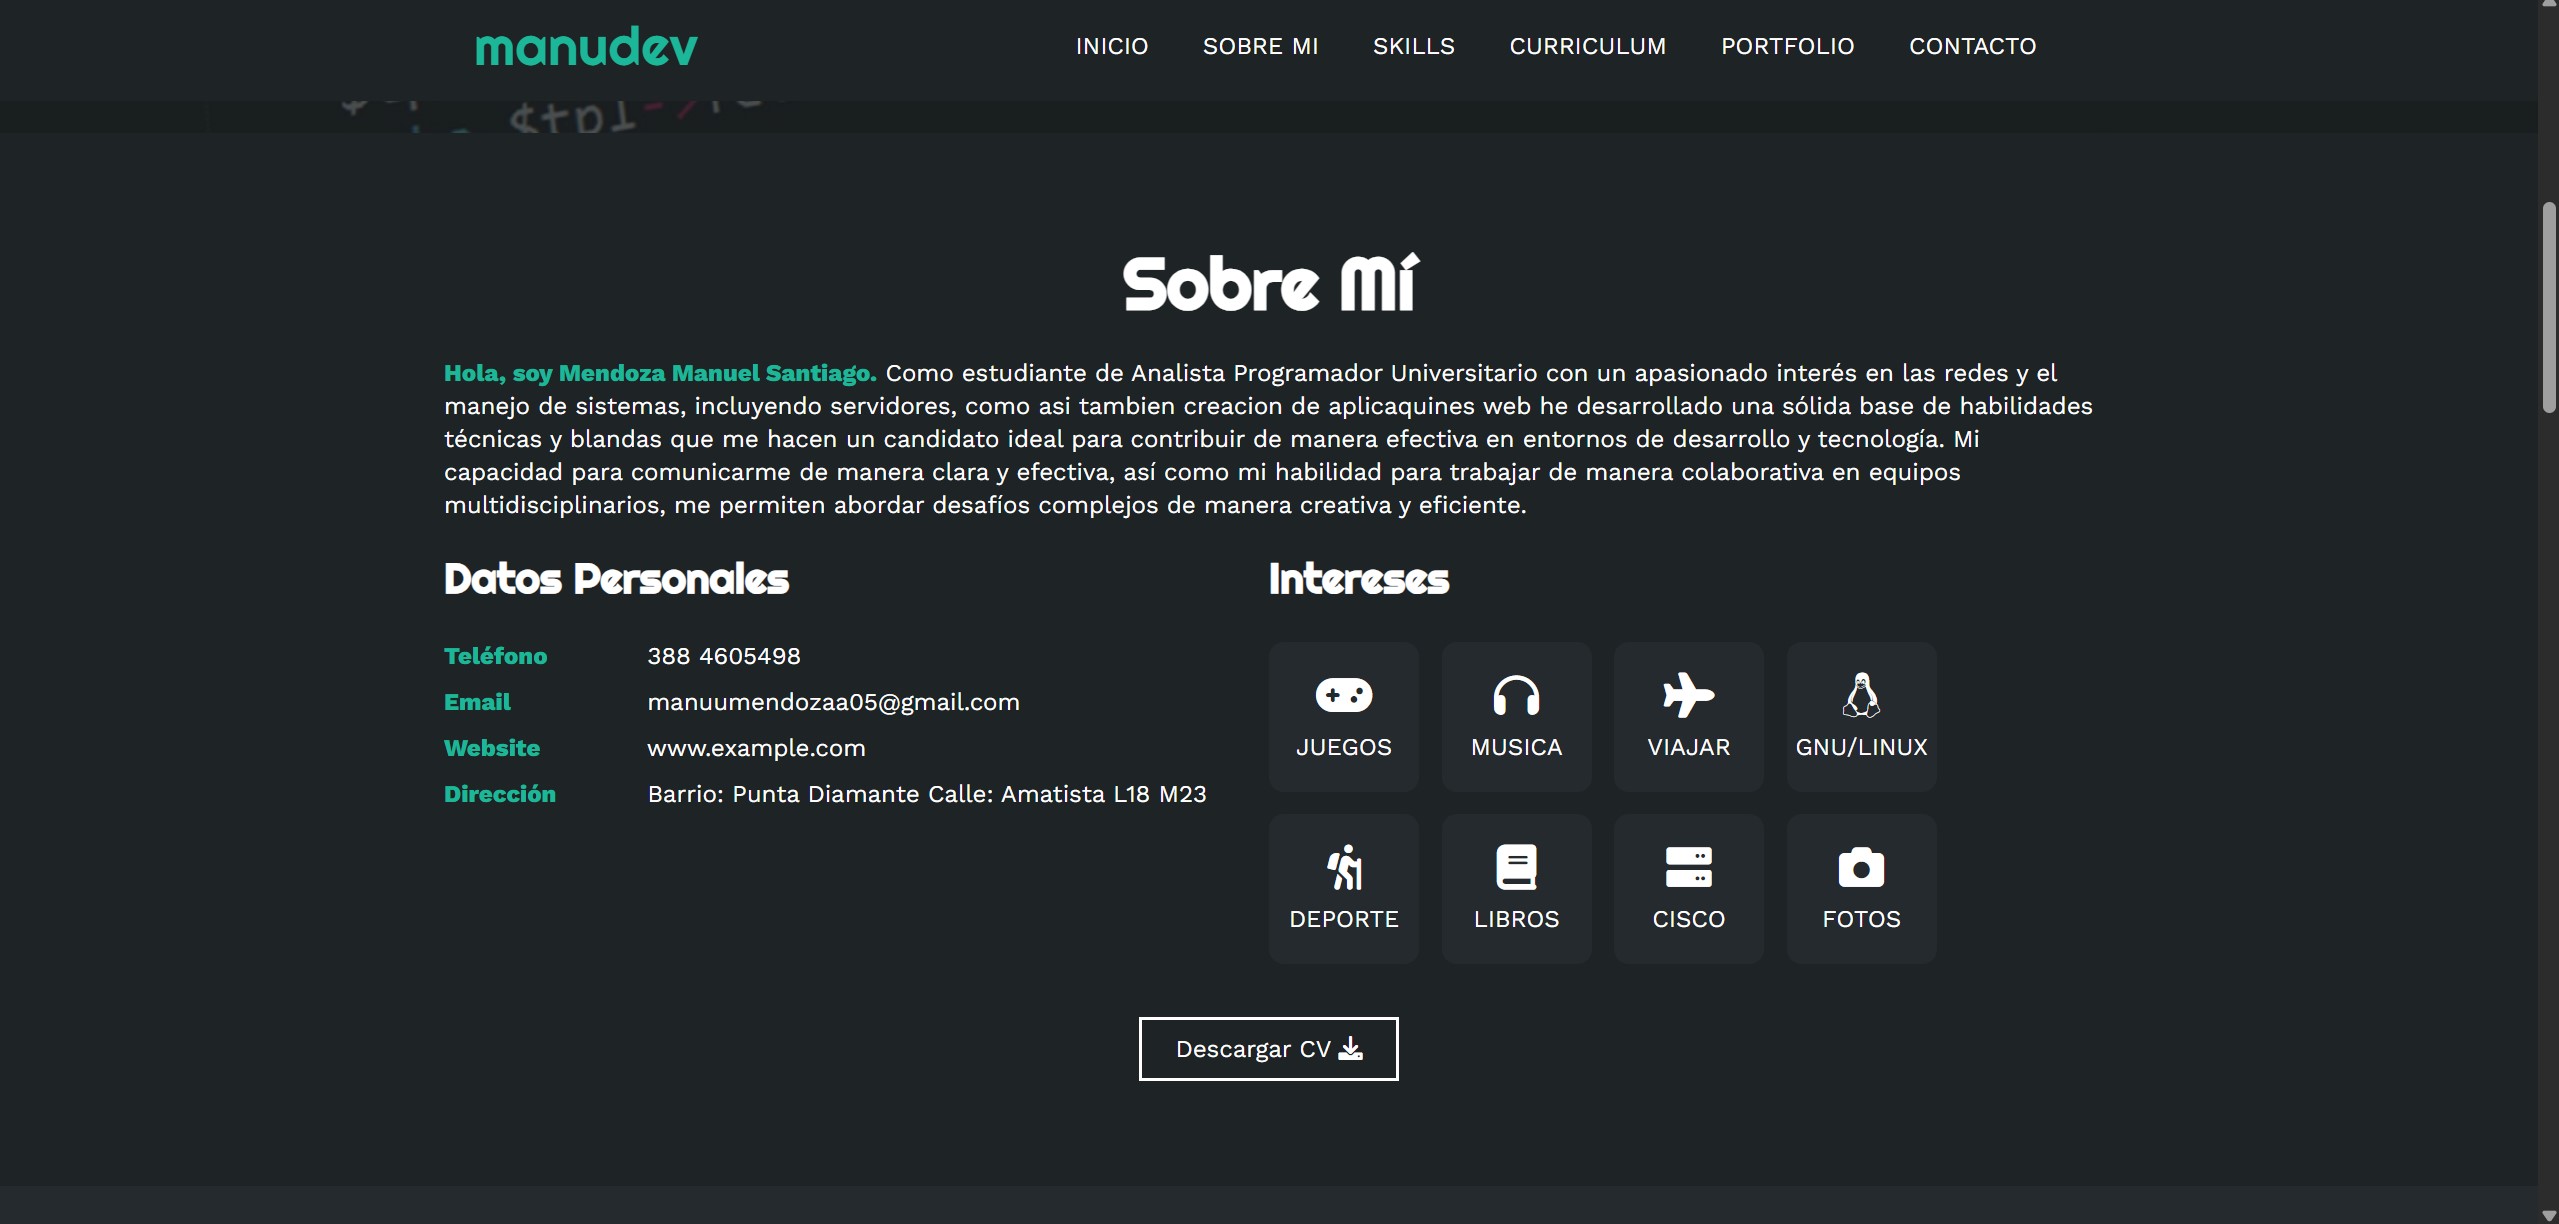 manudev
INICIO SOBRE MI SKILLS CURRICULUM PORTFOLIO CONTACTO
$tpl->
Sobre Mí
Hola, soy Mendoza Manuel Santiago. Como estudiante de Analista Programador Universitario con un apasionado interés en las redes y el
manejo de sistemas, incluyendo servidores, como asi tambien creacion de aplicaquines web he desarrollado una sólida base de habilidades
técnicas y blandas que me hacen un candidato ideal para contribuir de manera efectiva en entornos de desarrollo y tecnología. Mi
capacidad para comunicarme de manera clara y efectiva, así como mi habilidad para trabajar de manera colaborativa en equipos
multidisciplinarios, me permiten abordar desafíos complejos de manera creativa y eficiente.
Datos Personales
Teléfono 388 4605498
Email manuumendozaa05@gmail.com
Website www.example.com
Dirección Barrio: Punta Diamante Calle: Amatista L18 M23
Intereses
JUEGOS MUSICA VIAJAR GNU/LINUX
DEPORTE LIBROS CISCO FOTOS
Descargar CV